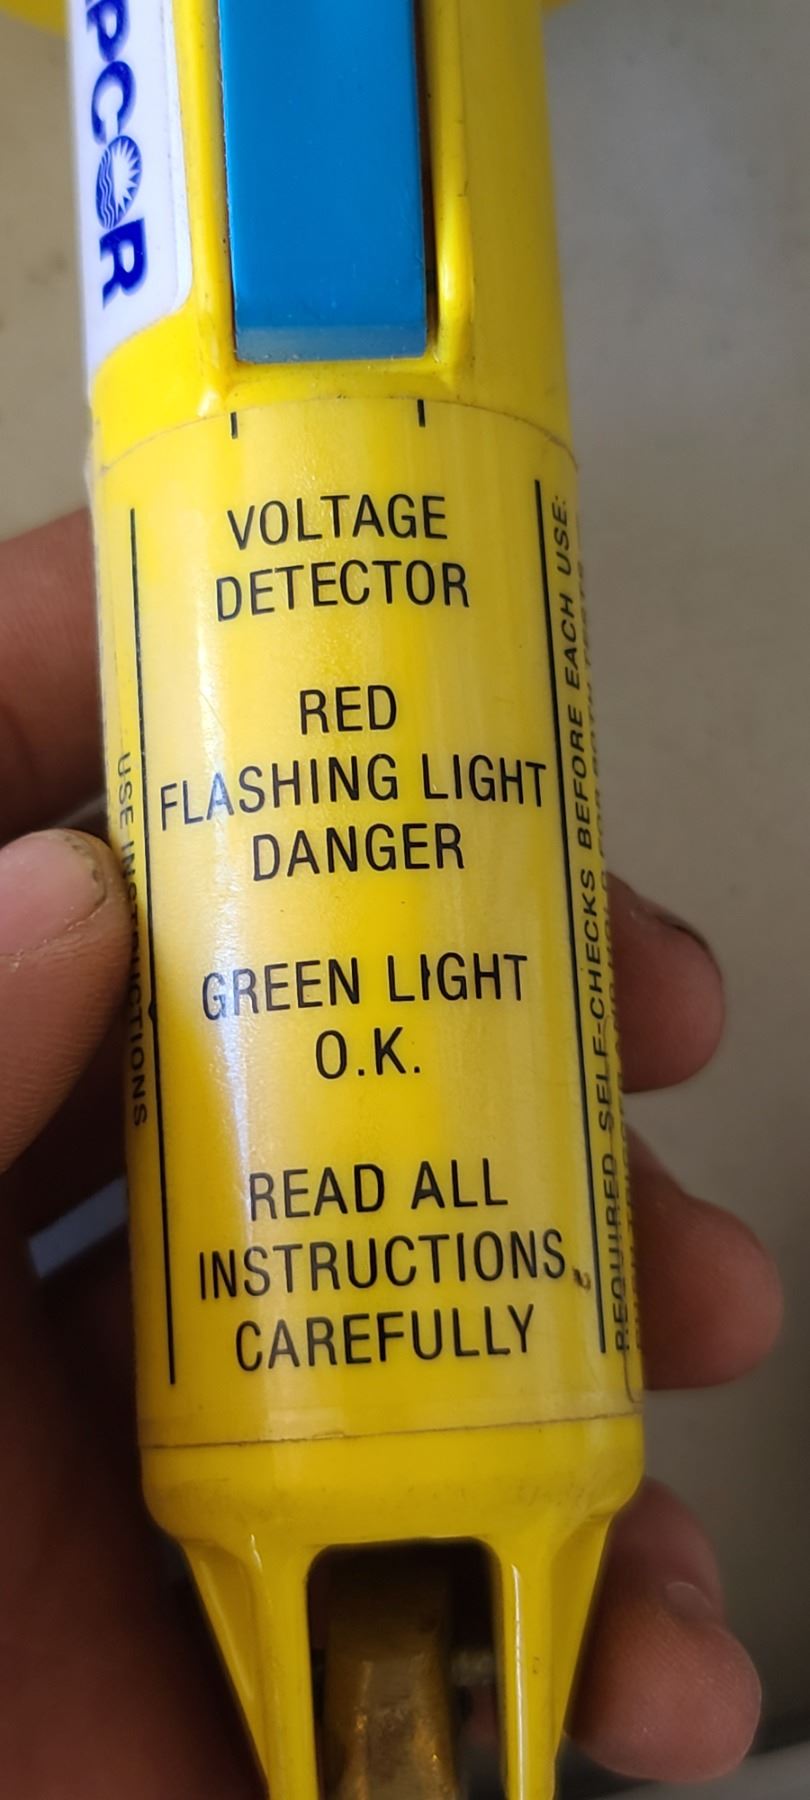 PCOR
VOLTAGE
DETECTOR
RED
FLASHING LIGHT
DANGER
GREEN LIGHT
O.K.
READ ALL
INSTRUCTIONS
CAREFULLY
USE INSTRUCTIONS
REQUIRED SELF-CHECKS BEFORE EACH USE: